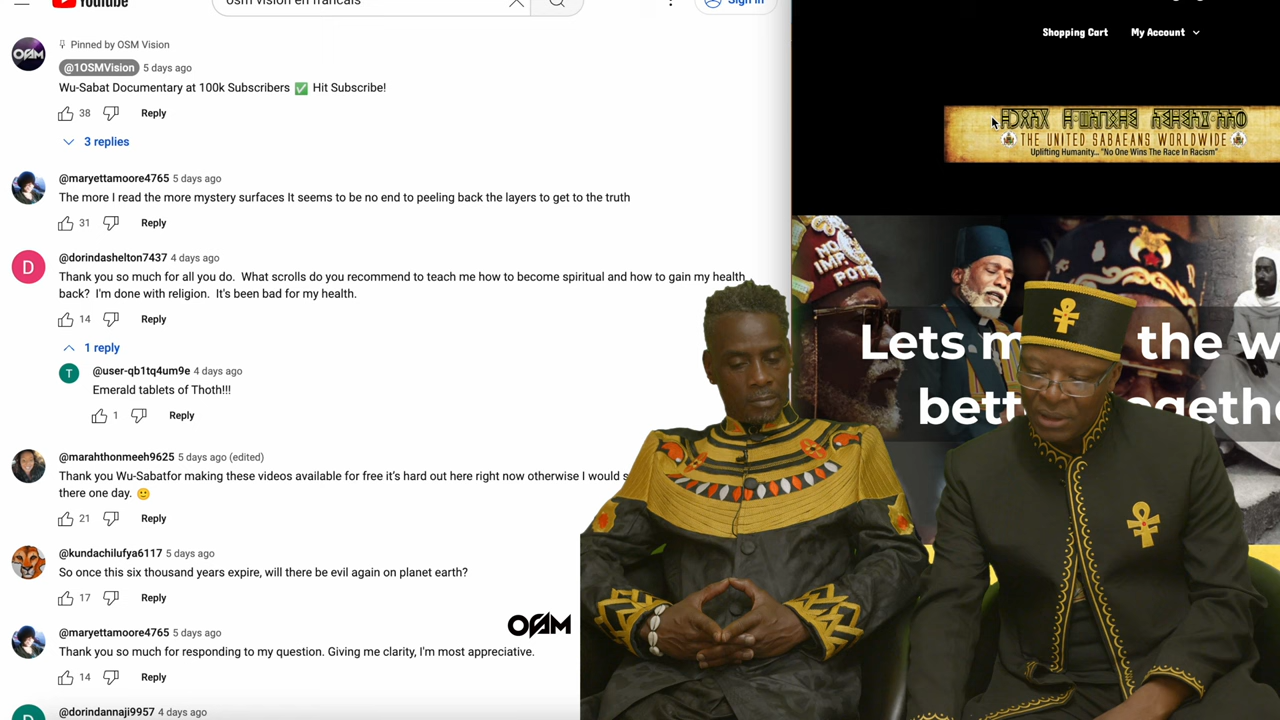 YouTube
osm vision en francais
Sign in
OSM
Pinned by OSM Vision
@1OSMVision 5 days ago
Wu-Sabat Documentary at 100k Subscribers ✅ Hit Subscribe!
38 Reply
3 replies
@maryettamoore4765 5 days ago
The more I read the more mystery surfaces It seems to be no end to peeling back the layers to get to the truth
31 Reply
D
@dorindashelton7437 4 days ago
Thank you so much for all you do. What scrolls do you recommend to teach me how to become spiritual and how to gain my health
back? I'm done with religion. It's been bad for my health.
14 Reply
1 reply
T
@user-qb1tq4um9e 4 days ago
Emerald tablets of Thoth!!!
1 Reply
@marahthonmeeh9625 5 days ago (edited)
Thank you Wu-Sabatfor making these videos available for free it's hard out here right now otherwise I would s
there one day. 🙂
21 Reply
@kundachilufya6117 5 days ago
So once this six thousand years expire, will there be evil again on planet earth?
17 Reply
@maryettamoore4765 5 days ago
Thank you so much for responding to my question. Giving me clarity, I'm most appreciative.
14 Reply
@dorindannaji9957 4 days ago
OSM
Shopping Cart
My Account
THE UNITED SABAEANS WORLDWIDE
Uplifting Humanity... "No One Wins The Race In Racism"
NO
Lets m the w
bett ogethe